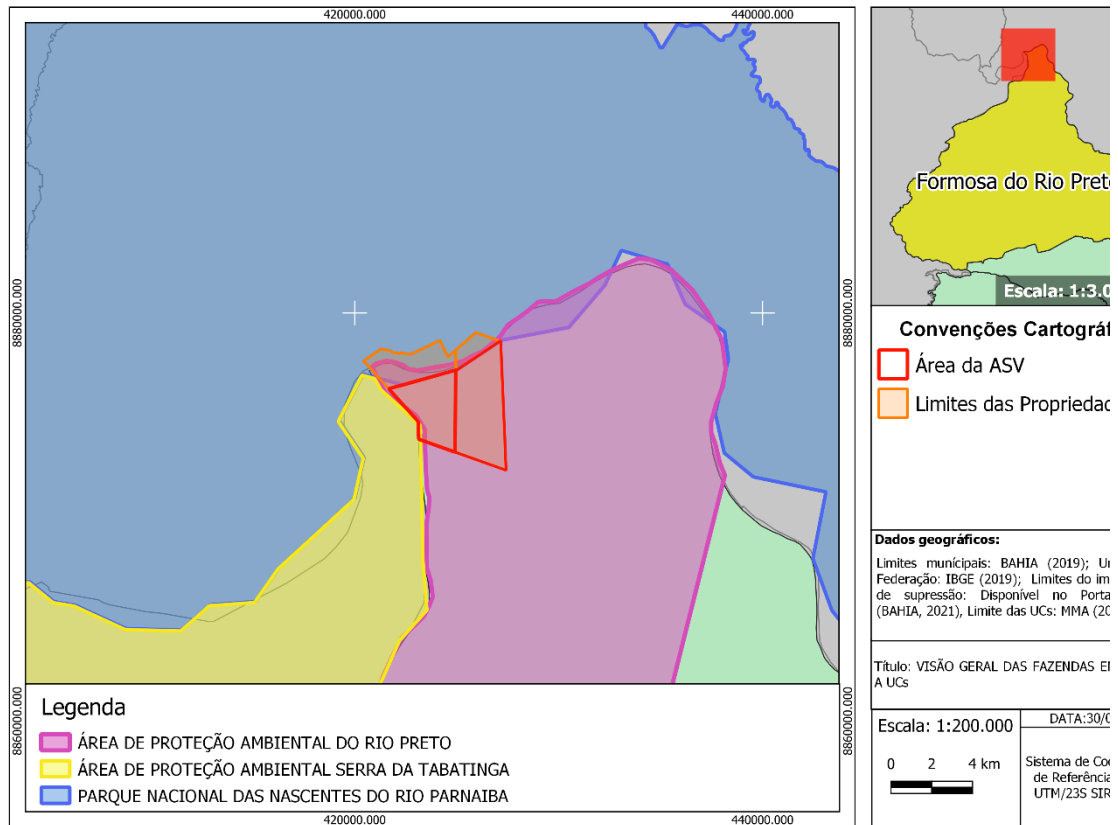 420000.000
440000.000
8880000.000
8880000.000
8860000.000
8860000.000
Legenda
ÁREA DE PROTEÇÃO AMBIENTAL DO RIO PRETO
ÁREA DE PROTEÇÃO AMBIENTAL SERRA DA TABATINGA
PARQUE NACIONAL DAS NASCENTES DO RIO PARNAIBA
420000.000
440000.000
Formosa do Rio Preto
Escala: 1:3.0
Convenções Cartográf
Área da ASV
Limites das Propriedad
Dados geográficos:
Limites munícipais: BAHIA (2019); Un
Federação: IBGE (2019); Limites do im
de supressão: Disponível no Porta
(BAHIA, 2021), Limite das UCs: MMA (20
Título: VISÃO GERAL DAS FAZENDAS EM
A UCs
Escala: 1:200.000
0 2 4 km
DATA:30/0
Sistema de Coo
de Referência
UTM/23S SIR